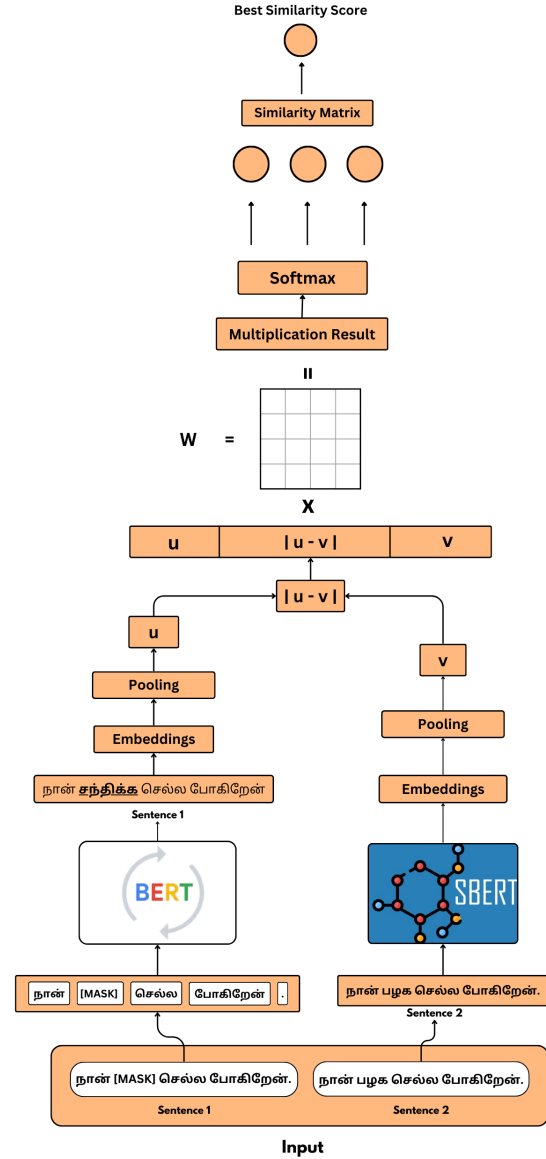 Best Similarity Score
Similarity Matrix
Softmax
Multiplication Result
=
W =
X
u | u - v | v
| u - v |
u
v
Pooling
Pooling
Embeddings
Embeddings
நான் சந்திக்க செல்ல போகிறேன்
Sentence 1
BERT
SBERT
நான் [MASK] செல்ல போகிறேன் .
நான் பழக செல்ல போகிறேன்.
Sentence 2
நான் [MASK] செல்ல போகிறேன்.
நான் பழக செல்ல போகிறேன்.
Sentence 1
Sentence 2
Input